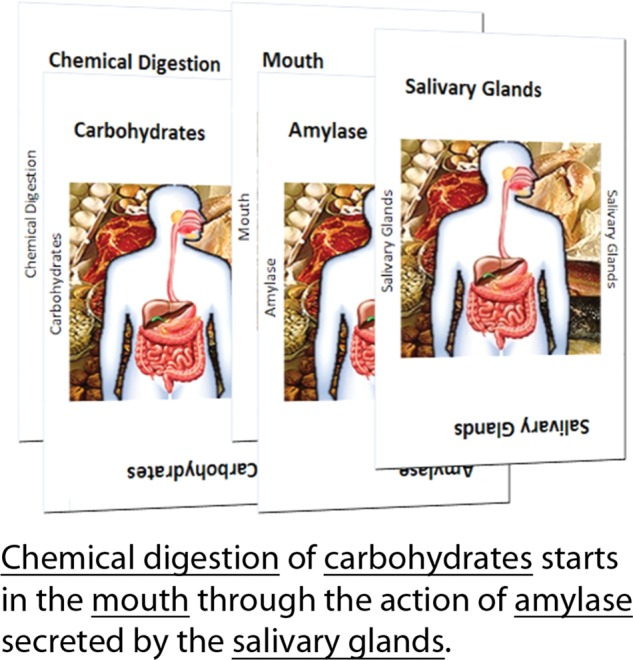 Chemical Digestion
Mouth
Salivary Glands
Carbohydrates
Amylase
Chemical Digestion
Carbohydrates
Mouth
Amylase
Salivary Glands
Salivary Glands
Carbohydrates
Amylase
Salivary Glands
Chemical digestion of carbohydrates starts
in the mouth through the action of amylase
secreted by the salivary glands.